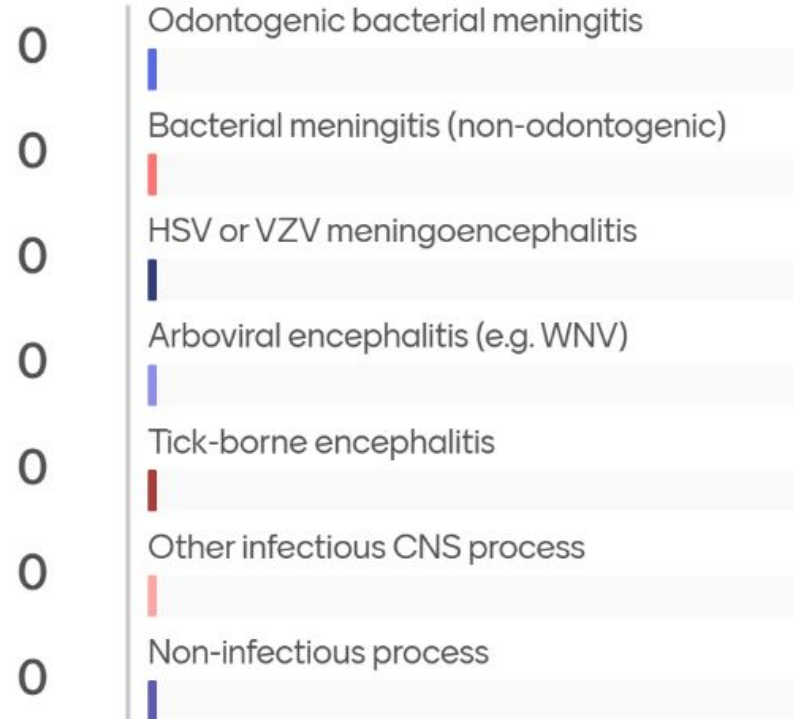 0
Odontogenic bacterial meningitis
0
Bacterial meningitis (non-odontogenic)
0
HSV or VZV meningoencephalitis
0
Arboviral encephalitis (e.g. WNV)
0
Tick-borne encephalitis
0
Other infectious CNS process
0
Non-infectious process